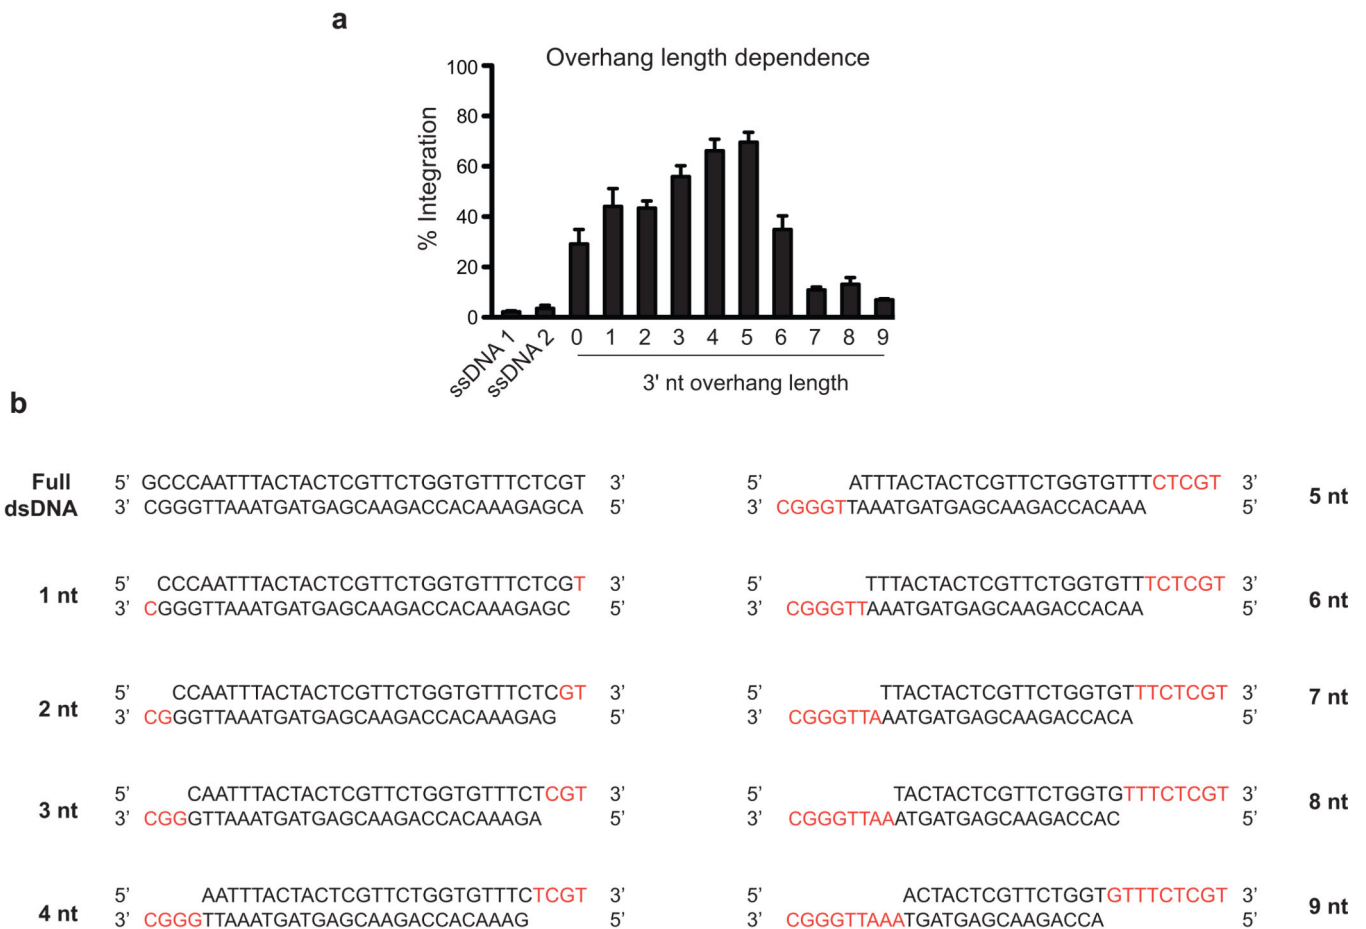 a
Overhang length dependence
% Integration
100
80
60
40
20
0
ssDNA 1
ssDNA 2
0 1 2 3 4 5 6 7 8 9
3' nt overhang length
b
Full dsDNA
5’ GCCCAATTTACTACTCGTTCTGGTGTTTCTCGT 3’
3’ CGGGTTAAATGATGAGCAAGACCACAAAGAGCA 5’
1 nt
5’ CCCAATTTACTACTCGTTCTGGTGTTTCTCGT 3’
3’ CGGGTTAAATGATGAGCAAGACCACAAAGAGC 5’
2 nt
5’ CCAATTTACTACTCGTTCTGGTGTTTCTCGT 3’
3’ CGGGTTAAATGATGAGCAAGACCACAAAGAG 5’
3 nt
5’ CAATTTACTACTCGTTCTGGTGTTTCTCGT 3’
3’ CGGGTTAAATGATGAGCAAGACCACAAAGA 5’
4 nt
5’ AATTTACTACTCGTTCTGGTGTTTCTCGT 3’
3’ CGGGTTAAATGATGAGCAAGACCACAAAG 5’
5’ ATTTACTACTCGTTCTGGTGTTTCTCGT 3’
3’ CGGGTTAAATGATGAGCAAGACCACAAA 5’
5 nt
5’ TTTACTACTCGTTCTGGTGTTTCTCGT 3’
3’ CGGGTTAAATGATGAGCAAGACCACAA 5’
6 nt
5’ TTACTACTCGTTCTGGTGTTTCTCGT 3’
3’ CGGGTTAAATGATGAGCAAGACCACA 5’
7 nt
5’ TACTACTCGTTCTGGTGTTTCTCGT 3’
3’ CGGGTTAAATGATGAGCAAGACCAC 5’
8 nt
5’ ACTACTCGTTCTGGTGTTTCTCGT 3’
3’ CGGGTTAAATGATGAGCAAGACCA 5’
9 nt